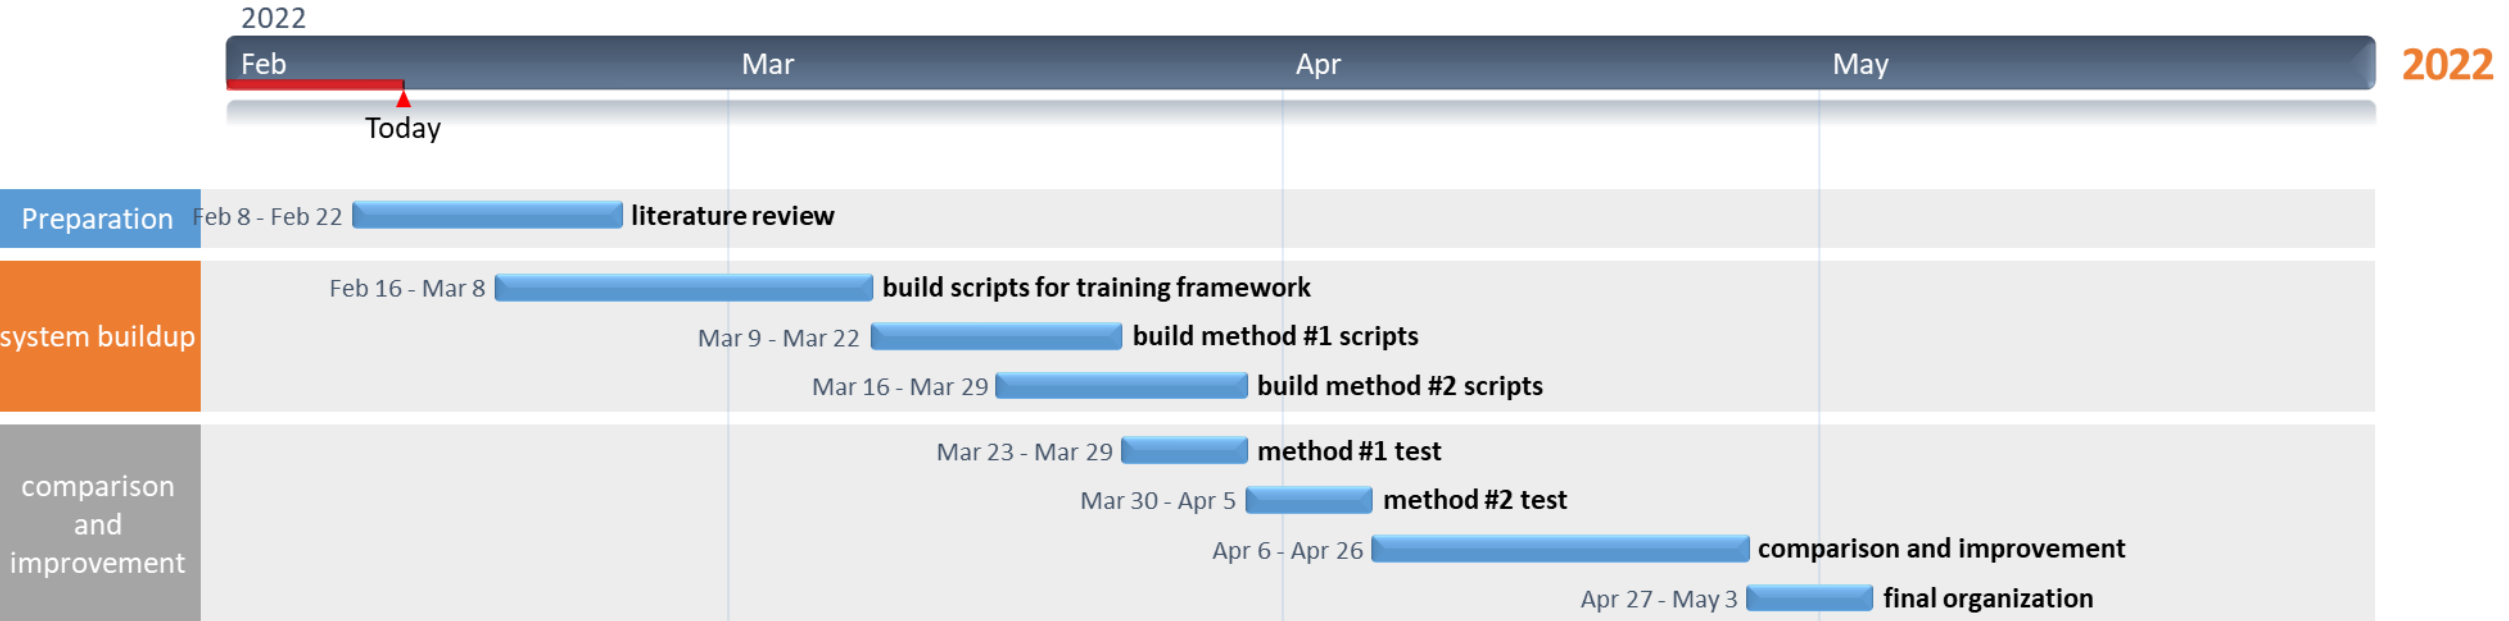 2022
Feb Mar Apr May 2022
Today
Preparation Feb 8 - Feb 22 literature review
system buildup
Feb 16 - Mar 8 build scripts for training framework
Mar 9 - Mar 22 build method #1 scripts
Mar 16 - Mar 29 build method #2 scripts
comparison
and
improvement
Mar 23 - Mar 29 method #1 test
Mar 30 - Apr 5 method #2 test
Apr 6 - Apr 26 comparison and improvement
Apr 27 - May 3 final organization